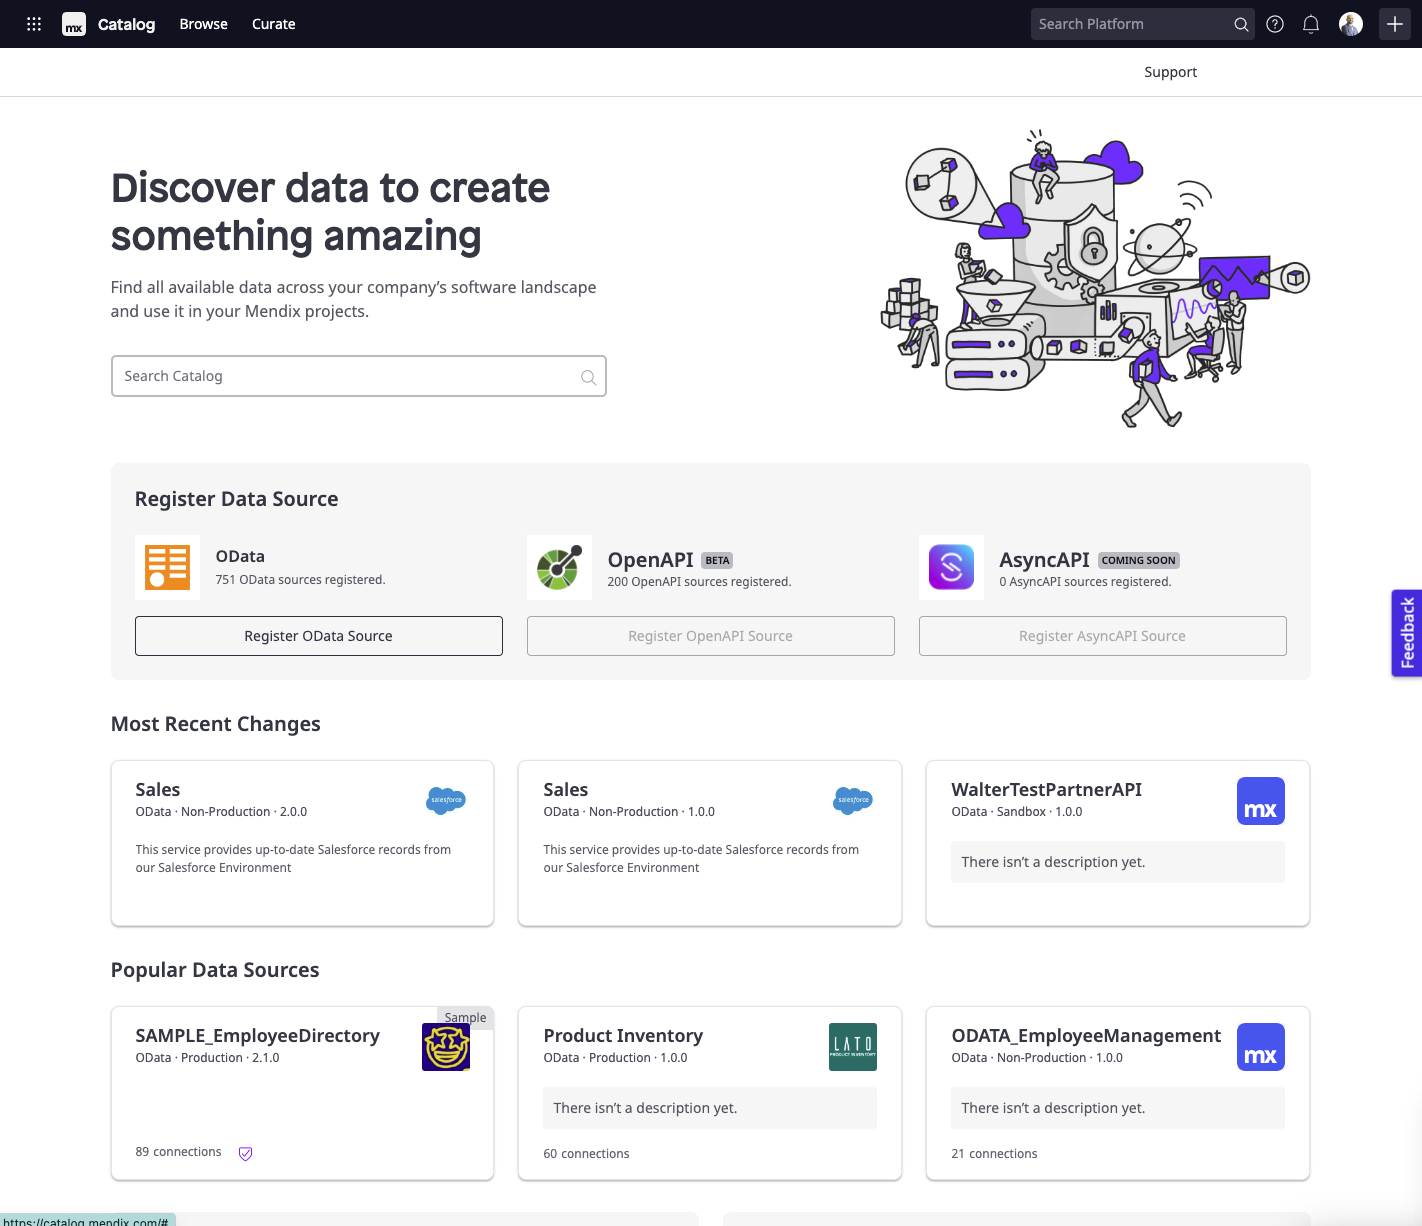 mx Catalog Browse Curate Search Platform
Support
Discover data to create
something amazing
Find all available data across your company's software landscape
and use it in your Mendix projects.
Search Catalog
Register Data Source
OData
751 OData sources registered.
Register OData Source
OpenAPI BETA
200 OpenAPI sources registered.
Register OpenAPI Source
AsyncAPI COMING SOON
0 AsyncAPI sources registered.
Register AsyncAPI Source
Feedback
Most Recent Changes
Sales
OData · Non-Production · 2.0.0
salesforce
This service provides up-to-date Salesforce records from
our Salesforce Environment
Sales
OData · Non-Production · 1.0.0
salesforce
This service provides up-to-date Salesforce records from
our Salesforce Environment
WalterTestPartnerAPI
OData · Sandbox · 1.0.0
mx
There isn't a description yet.
Popular Data Sources
Sample
SAMPLE_EmployeeDirectory
OData · Production · 2.1.0
89 connections
Product Inventory
OData · Production · 1.0.0
LATO
PRODUCT INVENTORY
There isn't a description yet.
60 connections
ODATA_EmployeeManagement
OData · Non-Production · 1.0.0
mx
There isn't a description yet.
21 connections
https://catalog.mendix.com/#